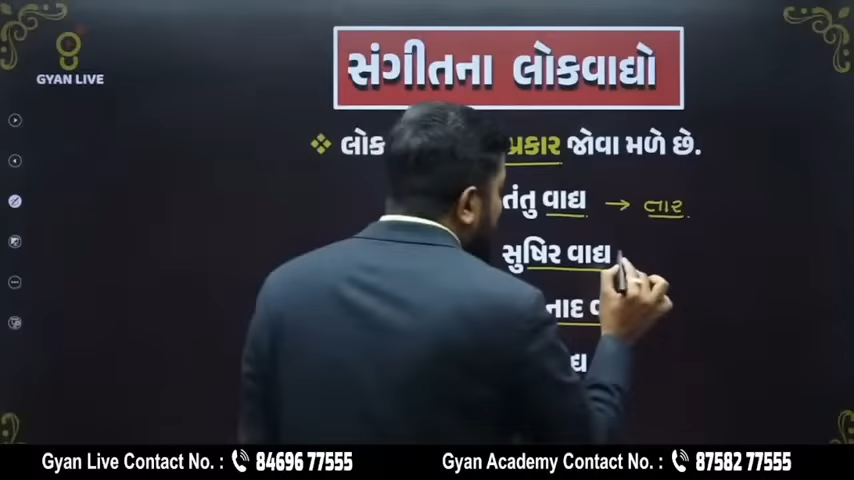 GYAN LIVE
સંગીતના લોકવાદ્યો
લોક પ્રકાર જોવા મળે છે.
તંતુ વાદ્ય → તાર
સુષિર વાદ્ય
નાદ
Gyan Live Contact No. : 84696 77555
Gyan Academy Contact No. : 87582 77555